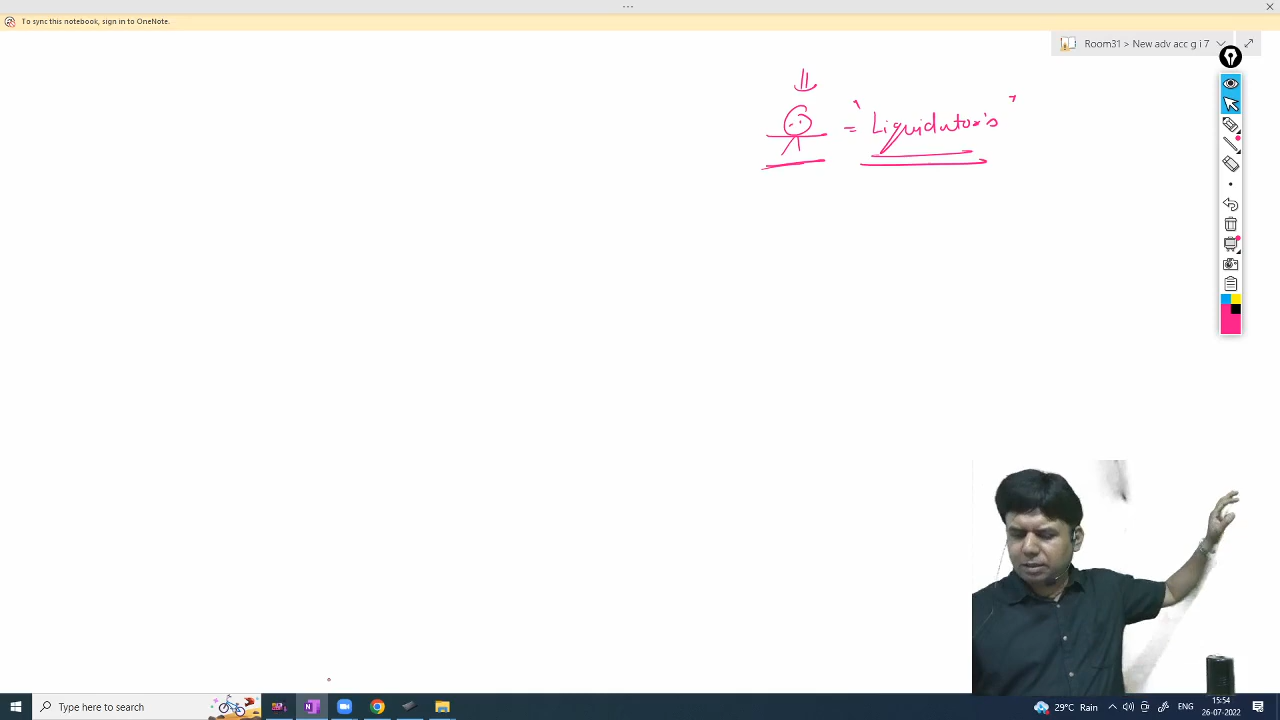 To sync this notebook, sign in to OneNote.
Room31 > New adv acc g i 7
= "Liquidator's"
Type here to search
29°C Rain
15:54
26-07-2022